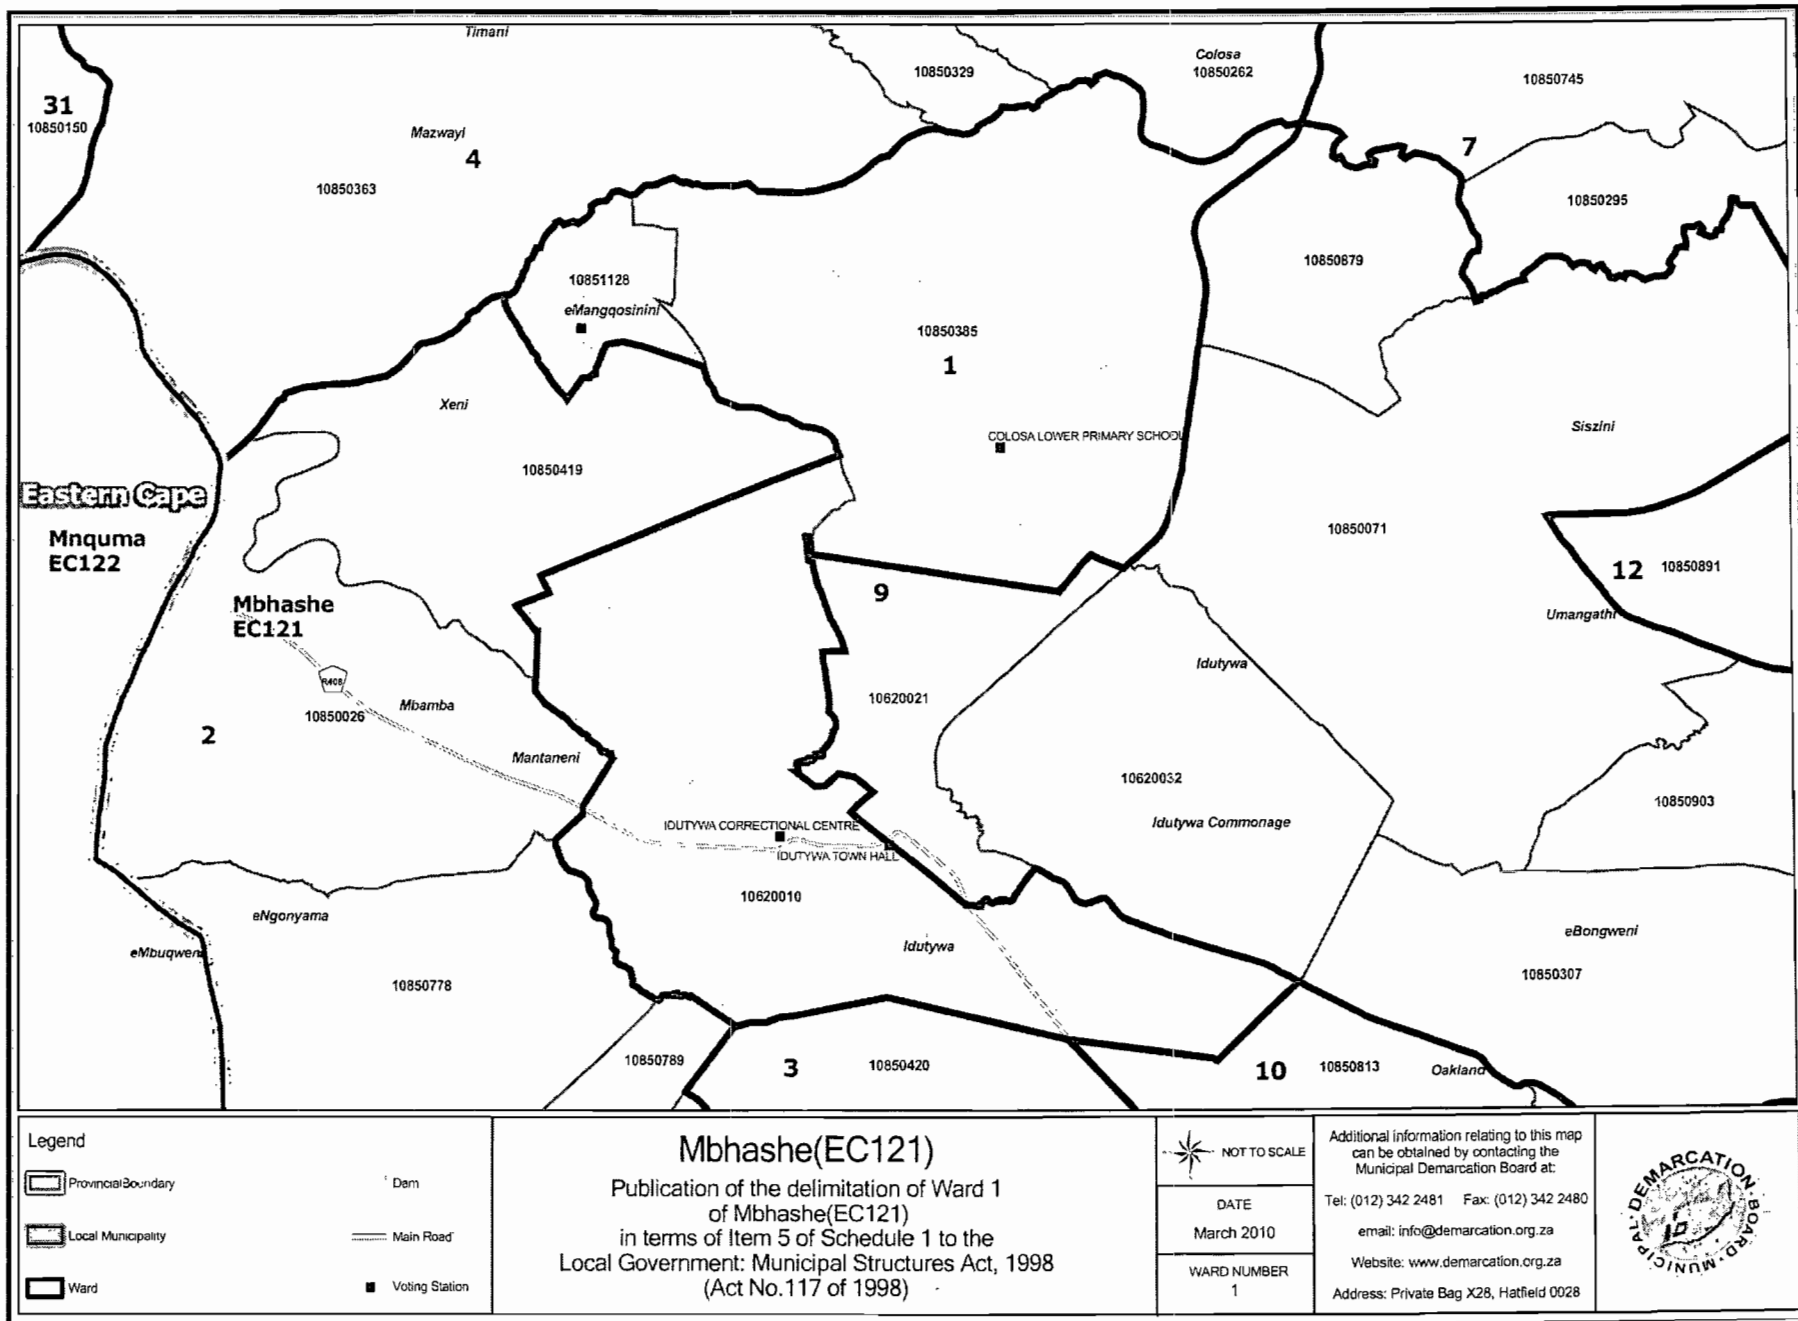 Timani
10850329
Colosa
10850262
10850745
31
10850150
Mazwayi
4
7
10850363
10850295
10851128
eMangqosinini
10850879
10850385
1
Xeni
COLOSA LOWER PRIMARY SCHOOL
Siszini
10850419
Eastern Cape
Mnquma
EC122
10850071
12
10850891
9
Mbhashe
EC121
Umangathi
Idutywa
R408
10850026
Mbamba
10620021
2
Mantaneni
10620032
10850903
Idutywa Commonage
IDUTYWA CORRECTIONAL CENTRE
IDUTYWA TOWN HALL
10620010
eNgonyama
eMbuqweni
Idutywa
eBongweni
10850778
10850307
10850789
3
10850420
10
10850813
Oakland
Legend
Provincial Boundary
Dam
Local Municipality
Main Road
Ward
Voting Station
Mbhashe(EC121)
Publication of the delimitation of Ward 1
of Mbhashe(EC121)
in terms of Item 5 of Schedule 1 to the
Local Government: Municipal Structures Act, 1998
(Act No.117 of 1998)
NOT TO SCALE
DATE
March 2010
WARD NUMBER
1
Additional information relating to this map
can be obtained by contacting the
Municipal Demarcation Board at:
Tel: (012) 342 2481 Fax: (012) 342 2480
email: info@demarcation.org.za
Website: www.demarcation.org.za
Address: Private Bag X28, Hatfield 0028
MUNICIPAL DEMARCATION BOARD